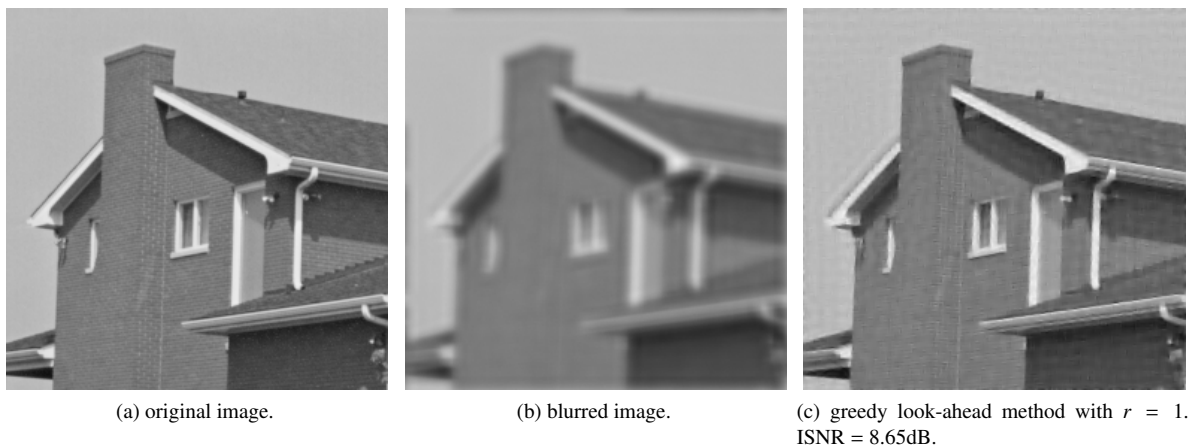 (a) original image.
(b) blurred image.
(c) greedy look-ahead method with r = 1.
ISNR = 8.65dB.